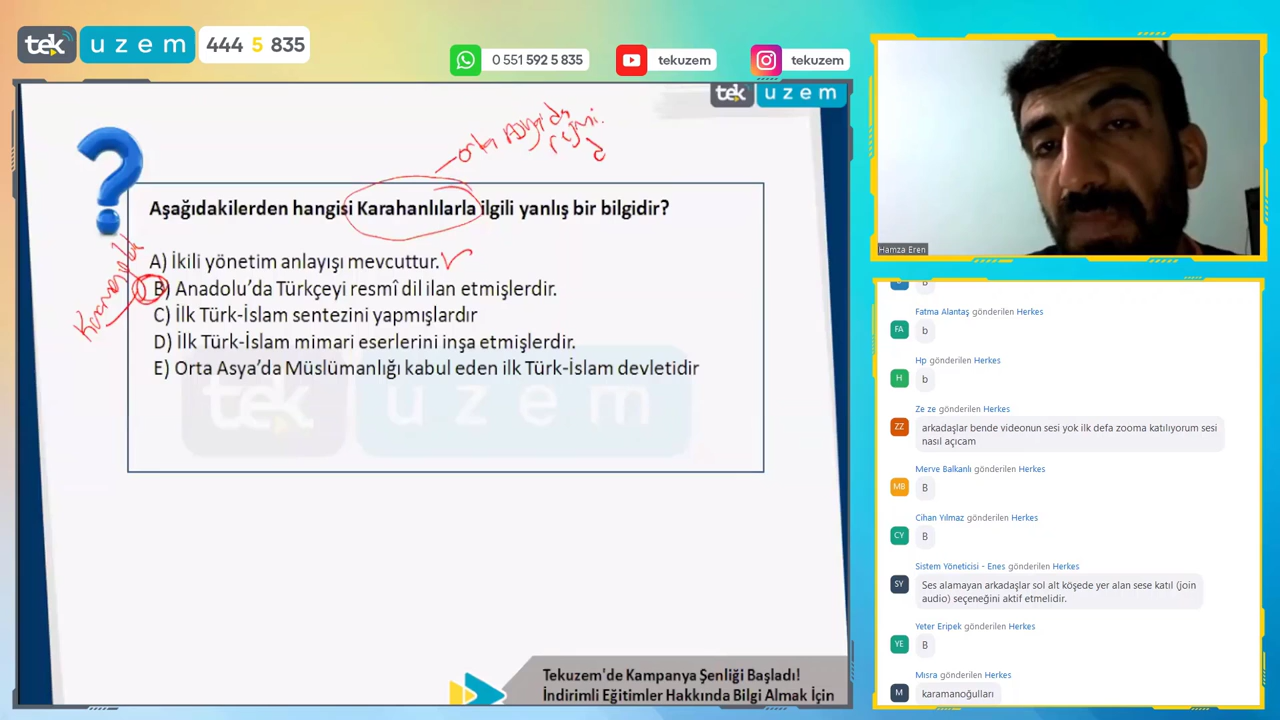 tek uzem 444 5 835
0 551 592 5 835
tekuzem
tekuzem
tek uzem
orta Asya'da
Aşağıdakilerden hangisi Karahanlılarla ilgili yanlış bir bilgidir?
A) İkili yönetim anlayışı mevcuttur.
B) Anadolu’da Türkçeyi resmî dil ilan etmişlerdir.
C) İlk Türk-İslam sentezini yapmışlardır
D) İlk Türk-İslam mimari eserlerini inşa etmişlerdir.
E) Orta Asya’da Müslümanlığı kabul eden ilk Türk-İslam devletidir
tek uzem
Tekuzem'de Kampanya Şenliği Başladı!
İndirimli Eğitimler Hakkında Bilgi Almak İçin
Hamza Eren
B
Fatma Alantaş gönderilen Herkes
FA b
Hp gönderilen Herkes
H b
Ze ze gönderilen Herkes
ZZ arkadaşlar bende videonun sesi yok ilk defa zooma katılıyorum sesi
nasıl açıcam
Merve Balkanlı gönderilen Herkes
MB B
Cihan Yılmaz gönderilen Herkes
CY B
Sistem Yöneticisi - Enes gönderilen Herkes
SY Ses alamayan arkadaşlar sol alt köşede yer alan sese katıl (join
audio) seçeneğini aktif etmelidir.
Yeter Eripek gönderilen Herkes
YE B
Mısra gönderilen Herkes
M karamanoğulları